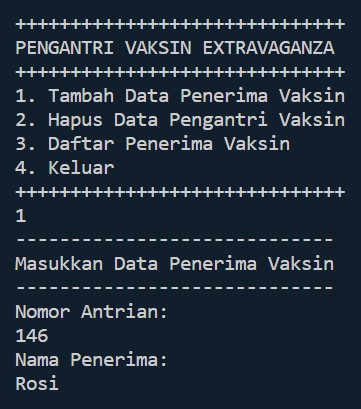 ++++++++++++++++++++++++++++++
PENGANTRI VAKSIN EXTRAVAGANZA
++++++++++++++++++++++++++++++
1. Tambah Data Penerima Vaksin
2. Hapus Data Pengantri Vaksin
3. Daftar Penerima Vaksin
4. Keluar
++++++++++++++++++++++++++++++
1
-----------------------------
Masukkan Data Penerima Vaksin
-----------------------------
Nomor Antrian:
146
Nama Penerima:
Rosi